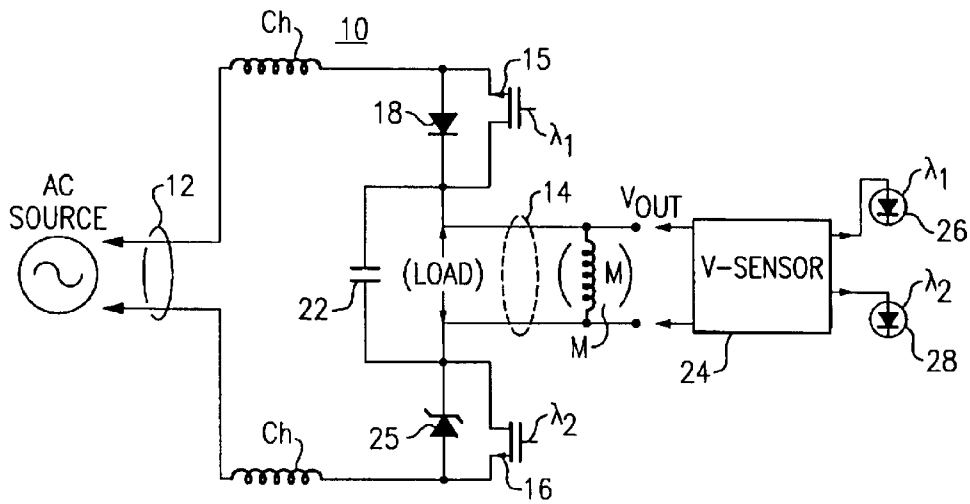 Ch
10
15
18
λ1
AC
SOURCE
12
14
VOUT
λ1
26
(LOAD)
(M)
V-SENSOR
22
M
24
λ2
28
25
λ2
Ch
16